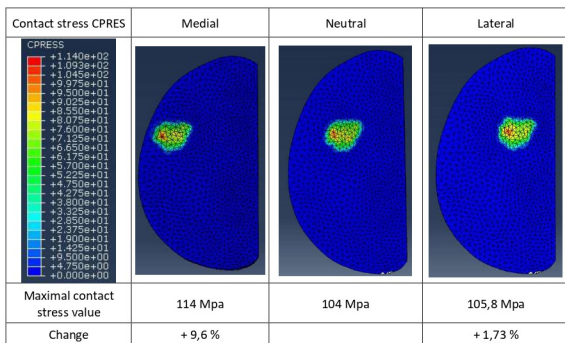 Contact stress CPRES
Medial
Neutral
Lateral
CPRESS
+1.140e+02
+1.093e+02
+1.045e+02
+9.975e+01
+9.500e+01
+9.025e+01
+8.550e+01
+8.075e+01
+7.600e+01
+7.125e+01
+6.650e+01
+6.175e+01
+5.700e+01
+5.225e+01
+4.750e+01
+4.275e+01
+3.800e+01
+3.325e+01
+2.850e+01
+2.375e+01
+1.900e+01
+1.425e+01
+9.500e+00
+4.750e+00
+0.000e+00
Maximal contact
stress value
114 Mpa
104 Mpa
105,8 Mpa
Change
+ 9,6 %
+ 1,73 %